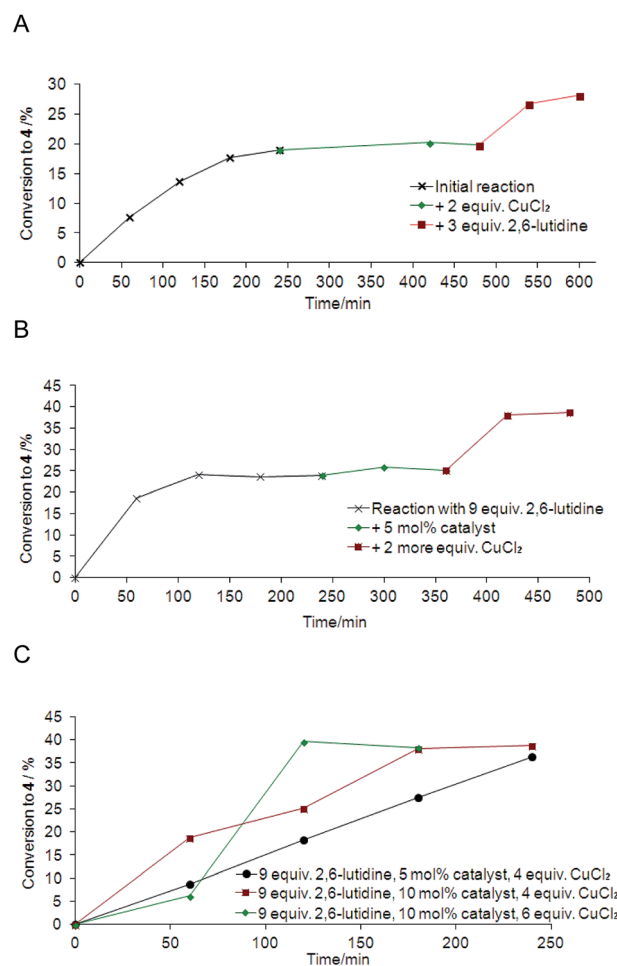 A
Conversion to 4 /%
30
25
20
15
10
5
0
Initial reaction
+ 2 equiv. CuCl₂
+ 3 equiv. 2,6-lutidine
0 50 100 150 200 250 300 350 400 450 500 550 600
Time/min
B
Conversion to 4 /%
45
40
35
30
25
20
15
10
5
0
Reaction with 9 equiv. 2,6-lutidine
+ 5 mol% catalyst
+ 2 more equiv. CuCl₂
0 50 100 150 200 250 300 350 400 450 500
Time/min
C
Conversion to 4 / %
45
40
35
30
25
20
15
10
5
0
9 equiv. 2,6-lutidine, 5 mol% catalyst, 4 equiv. CuCl₂
9 equiv. 2,6-lutidine, 10 mol% catalyst, 4 equiv. CuCl₂
9 equiv. 2,6-lutidine, 10 mol% catalyst, 6 equiv. CuCl₂
0 50 100 150 200 250
Time/min